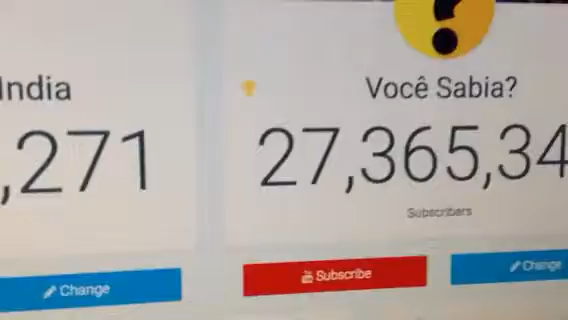 India
Você Sabia?
,271
27,365,34
Subscribers
Subscribe
Change
Change